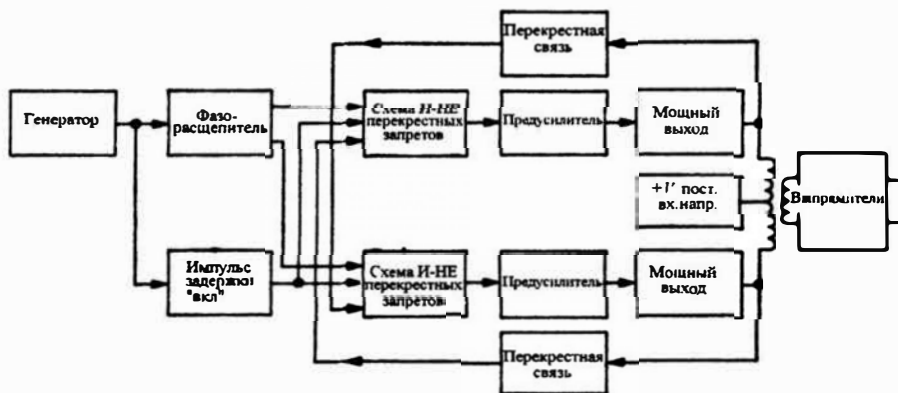 Перекрестная
связь
Генератор
Фазо-
расщепитель
Схема И-НЕ
перекрестных
запретов
Предусилитель
Мощный
выход
+V пост.
вх.напр.
Выпрямители
Импульс
задержки
"вкл"
Схема И-НЕ
перекрестных
запретов
Предусилитель
Мощный
выход
Перекрестная
связь